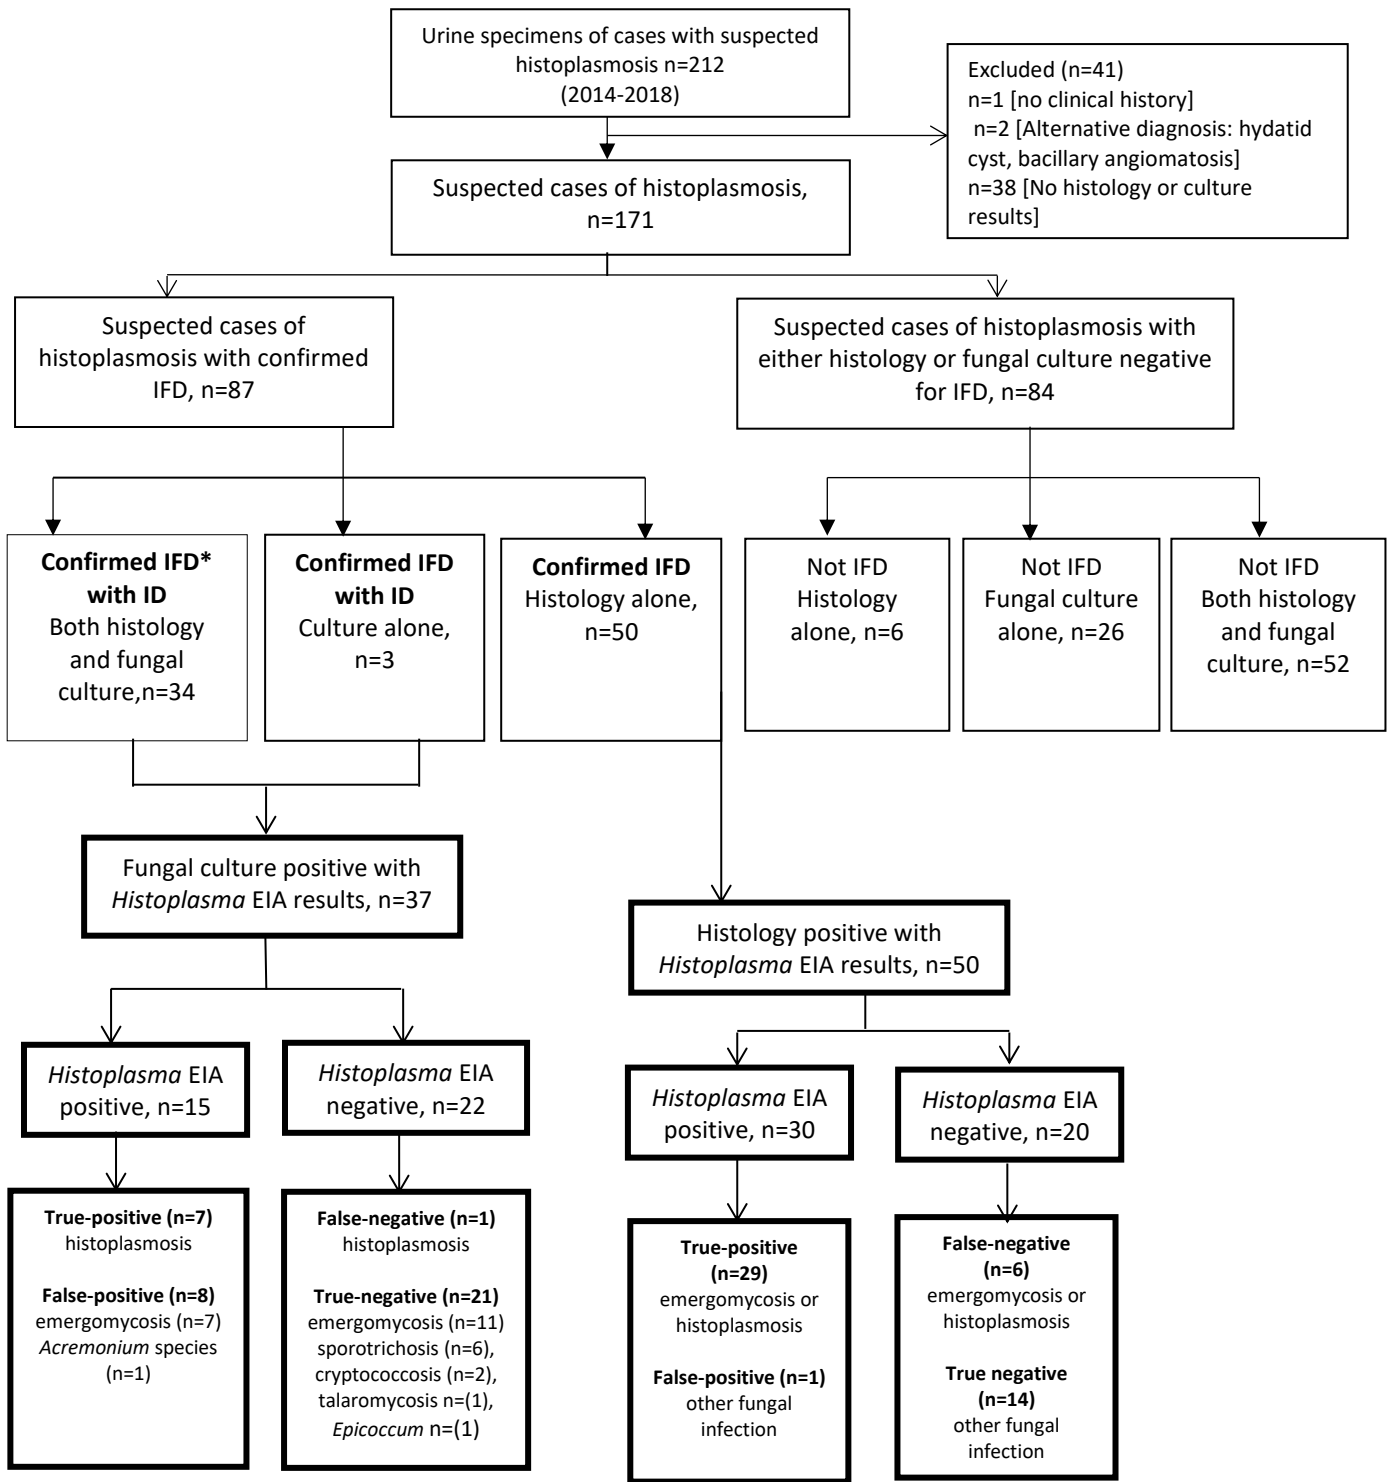 Urine specimens of cases with suspected
histoplasmosis n=212
(2014-2018)
Excluded (n=41)
n=1 [no clinical history]
n=2 [Alternative diagnosis: hydatid
cyst, bacillary angiomatosis]
n=38 [No histology or culture
results]
Suspected cases of histoplasmosis,
n=171
Suspected cases of
histoplasmosis with confirmed
IFD, n=87
Suspected cases of histoplasmosis with
either histology or fungal culture negative
for IFD, n=84
Confirmed IFD*
with ID
Both histology
and fungal
culture,n=34
Confirmed IFD
with ID
Culture alone,
n=3
Confirmed IFD
Histology alone,
n=50
Not IFD
Histology
alone, n=6
Not IFD
Fungal culture
alone, n=26
Not IFD
Both histology
and fungal
culture, n=52
Fungal culture positive with
Histoplasma EIA results, n=37
Histology positive with
Histoplasma EIA results, n=50
Histoplasma EIA
positive, n=15
Histoplasma EIA
negative, n=22
Histoplasma EIA
positive, n=30
Histoplasma EIA
negative, n=20
True-positive (n=7)
histoplasmosis
False-positive (n=8)
emergomycosis (n=7)
Acremonium species
(n=1)
False-negative (n=1)
histoplasmosis
True-negative (n=21)
emergomycosis (n=11)
sporotrichosis (n=6),
cryptococcosis (n=2),
talaromycosis n=(1),
Epicoccum n=(1)
True-positive
(n=29)
emergomycosis or
histoplasmosis
False-positive (n=1)
other fungal
infection
False-negative
(n=6)
emergomycosis or
histoplasmosis
True negative
(n=14)
other fungal
infection